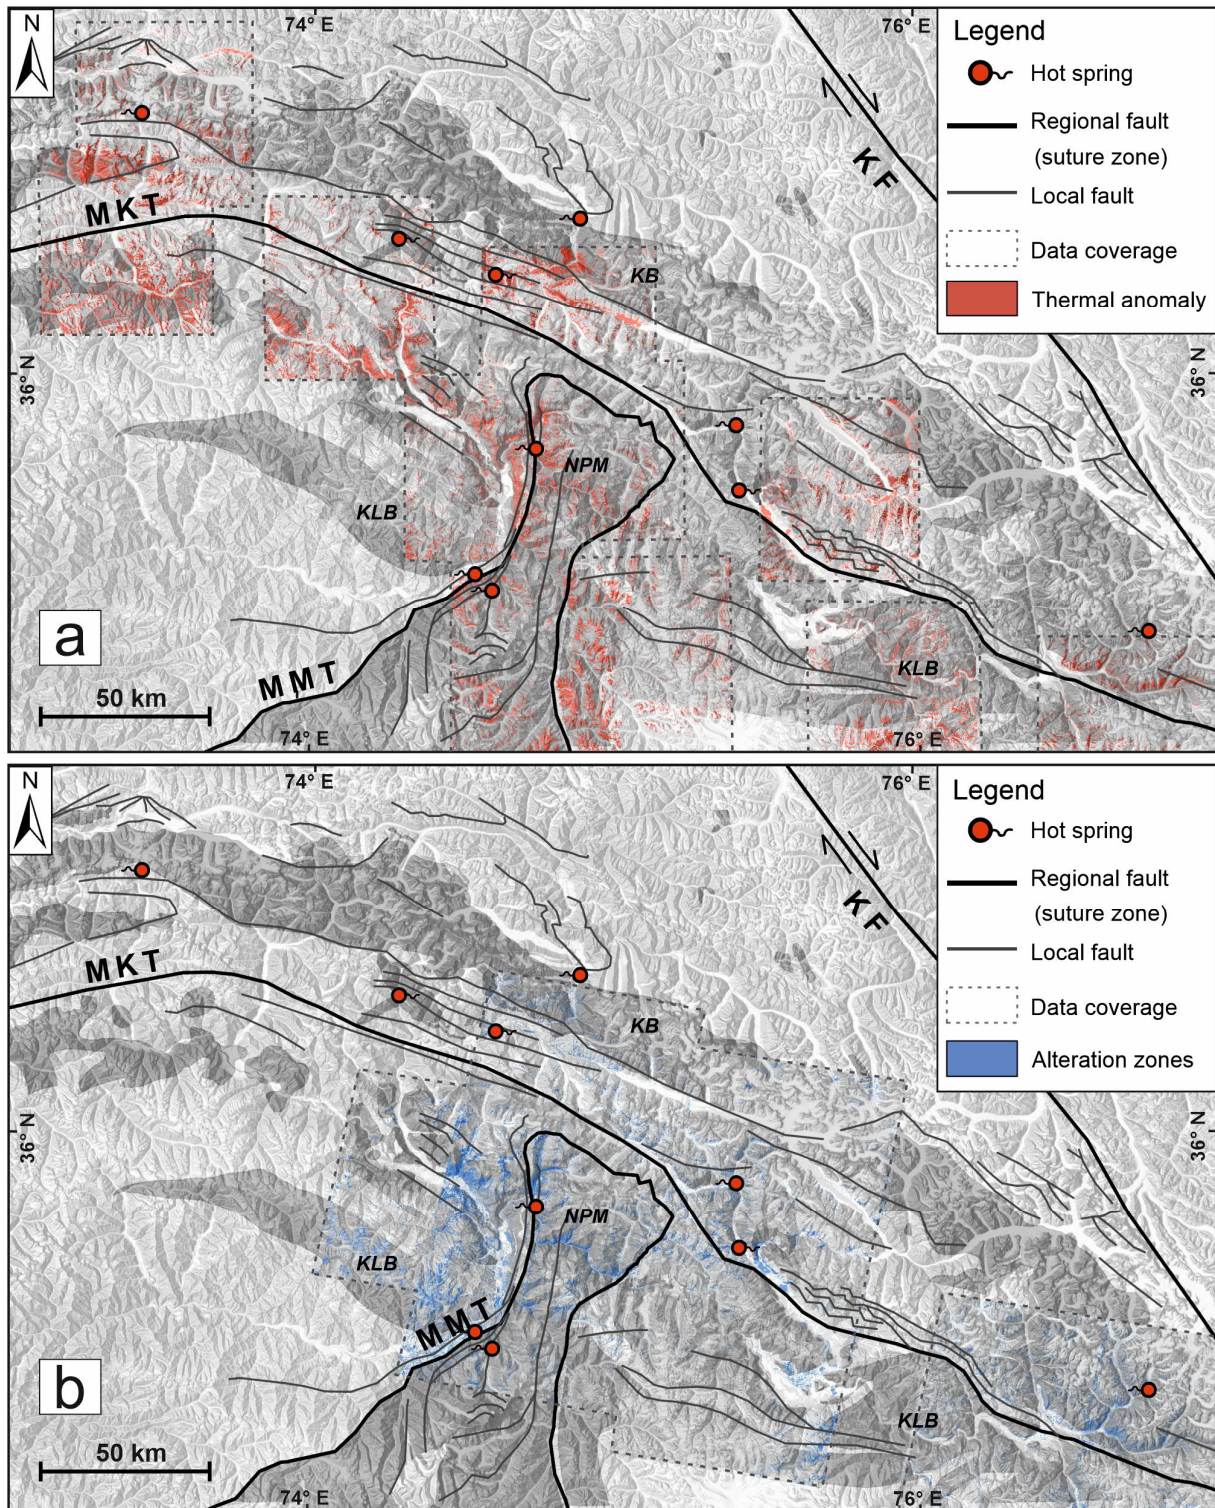 N
74° E
76° E
Legend
Hot spring
Regional fault
(suture zone)
Local fault
Data coverage
Thermal anomaly
KF
MKT
KB
36° N
36° N
NPM
KLB
a
MMT
KLB
50 km
74° E
76° E
N
74° E
76° E
Legend
Hot spring
Regional fault
(suture zone)
Local fault
Data coverage
Alteration zones
KF
MKT
KB
36° N
36° N
NPM
KLB
MMT
b
KLB
50 km
74° E
76° E